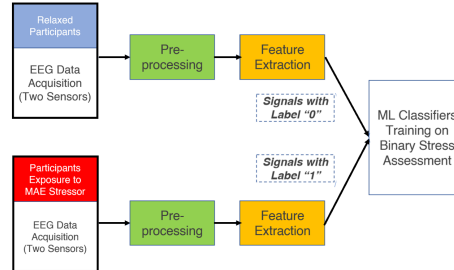 Relaxed
Participants
EEG Data
Acquisition
(Two Sensors)
Pre-
processing
Feature
Extraction
Signals with
Label “0”
ML Classifiers
Training on
Binary Stress
Assessment
Signals with
Label “1”
Participants
Exposure to
MAE Stressor
EEG Data
Acquisition
(Two Sensors)
Pre-
processing
Feature
Extraction